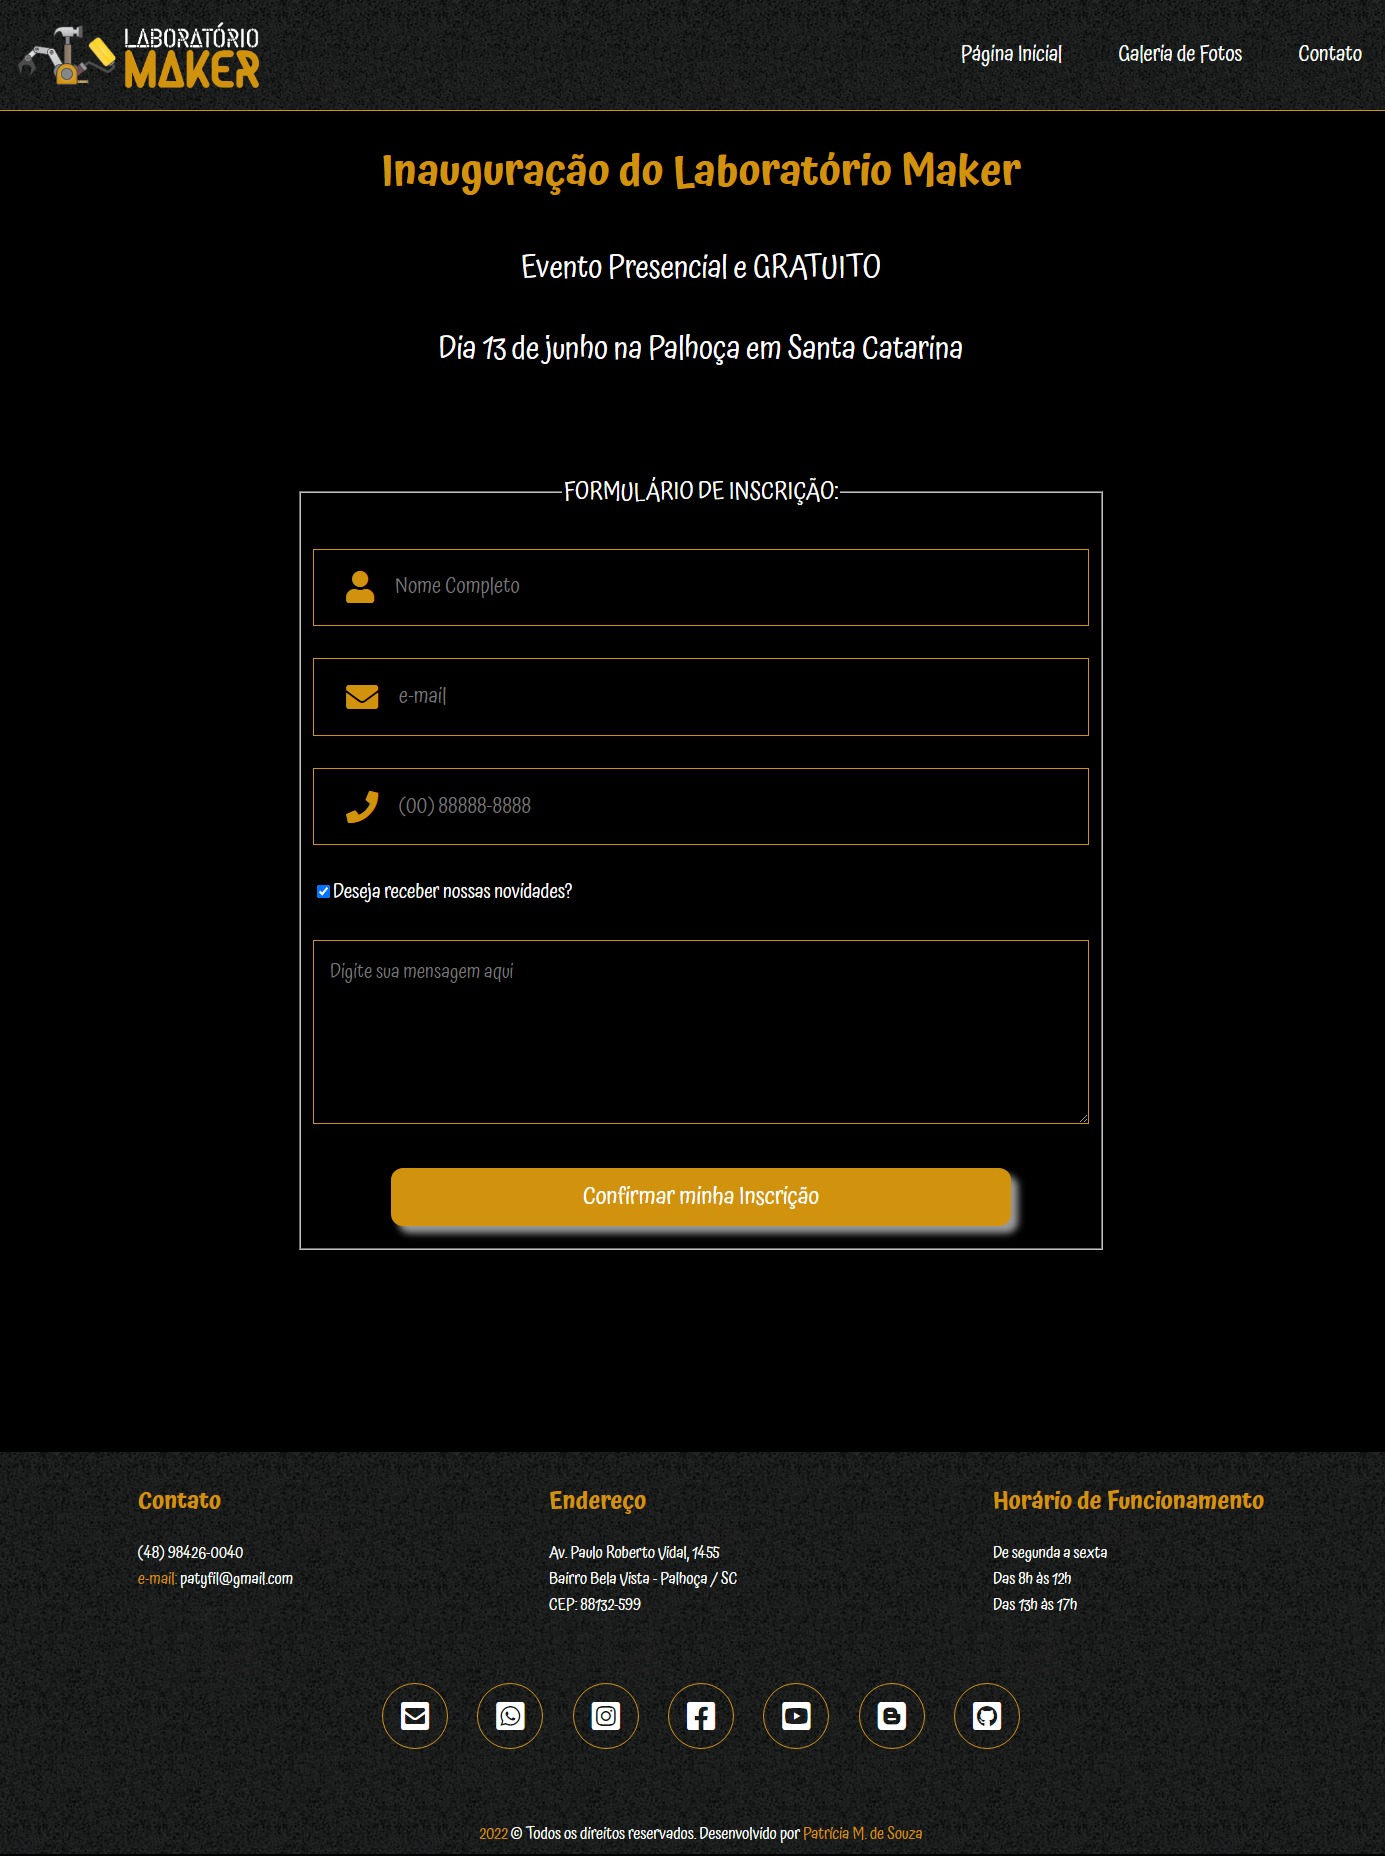 LABORATÓRIO
MAKER
Página Inicial Galeria de Fotos Contato
Inauguração do Laboratório Maker
Evento Presencial e GRATUITO
Dia 13 de junho na Palhoça em Santa Catarina
FORMULÁRIO DE INSCRIÇÃO:
Nome Completo
e-mail
(00) 88888-8888
Deseja receber nossas novidades?
Digite sua mensagem aqui
Confirmar minha Inscrição
Contato
(48) 98426-0040
e-mail: patyfil@gmail.com
Endereço
Av. Paulo Roberto Vidal, 1455
Bairro Bela Vista - Palhoça / SC
CEP: 88132-599
Horário de Funcionamento
De segunda a sexta
Das 8h às 12h
Das 13h às 17h
2022 © Todos os direitos reservados. Desenvolvido por Patrícia M. de Souza